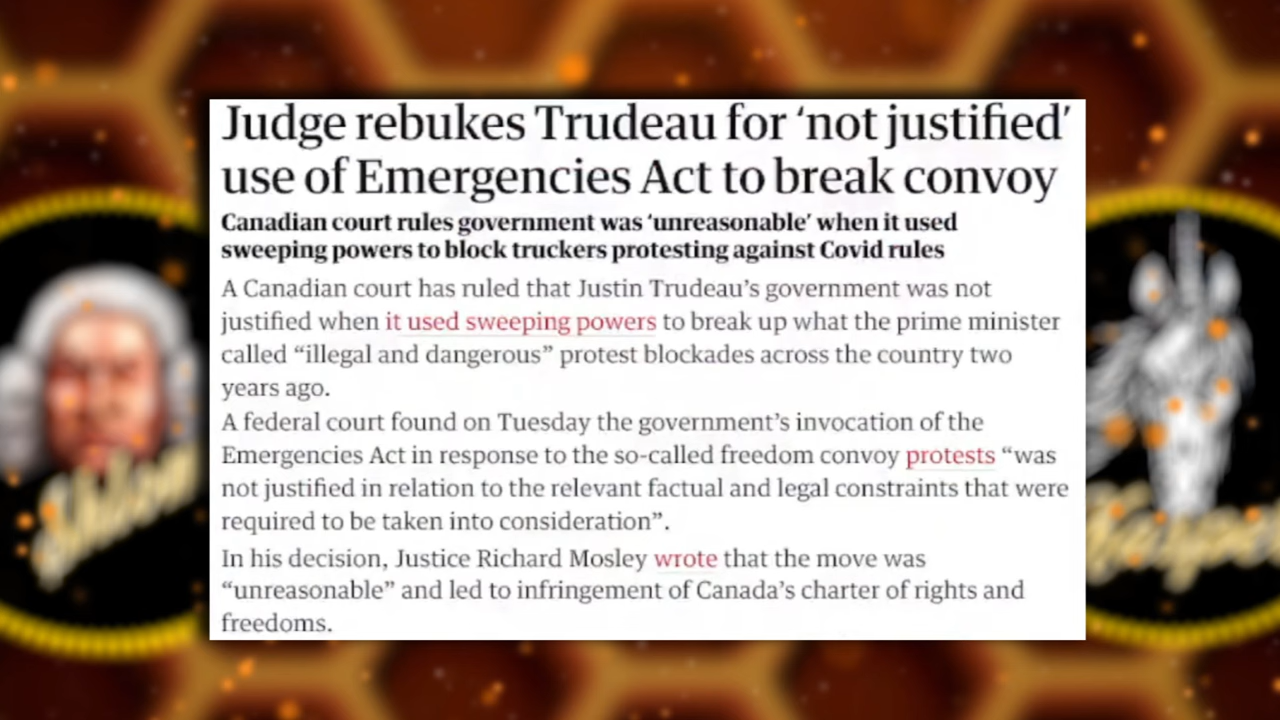 Judge rebukes Trudeau for ‘not justified’
use of Emergencies Act to break convoy
Canadian court rules government was ‘unreasonable’ when it used
sweeping powers to block truckers protesting against Covid rules
A Canadian court has ruled that Justin Trudeau’s government was not
justified when it used sweeping powers to break up what the prime minister
called “illegal and dangerous” protest blockades across the country two
years ago.
A federal court found on Tuesday the government’s invocation of the
Emergencies Act in response to the so-called freedom convoy protests “was
not justified in relation to the relevant factual and legal constraints that were
required to be taken into consideration”.
In his decision, Justice Richard Mosley wrote that the move was
“unreasonable” and led to infringement of Canada’s charter of rights and
freedoms.